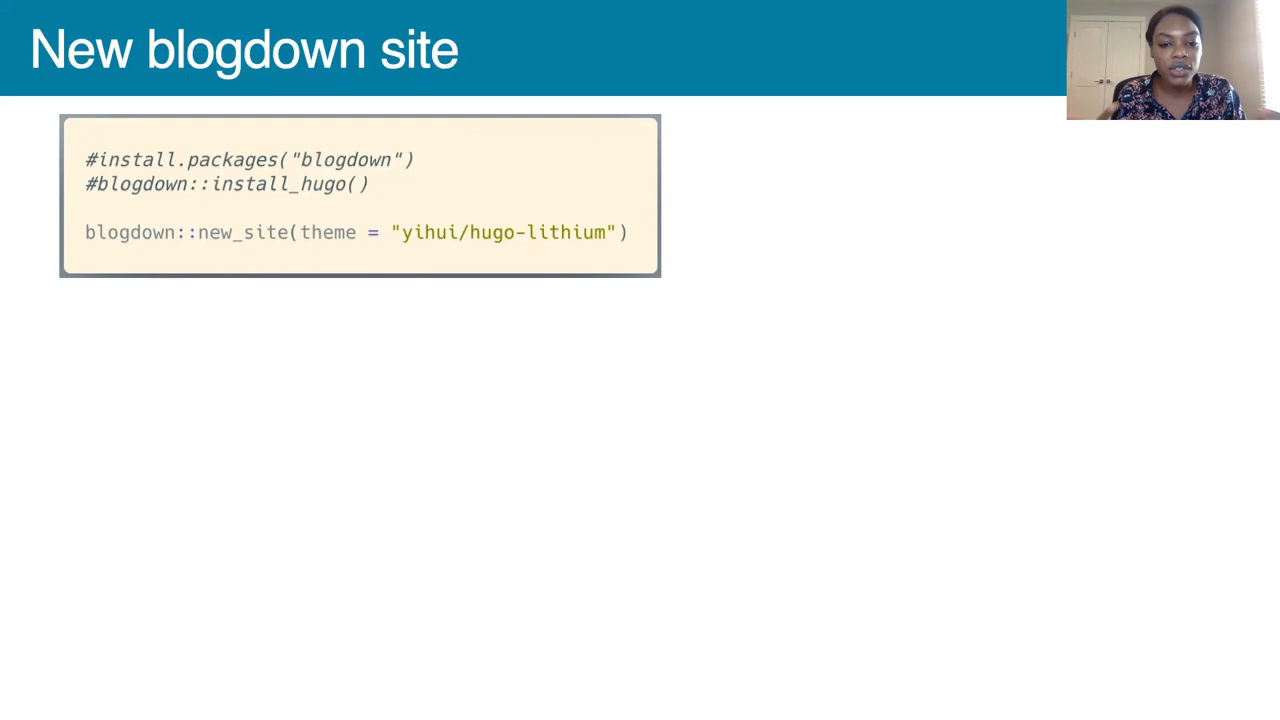 New blogdown site
#install.packages("blogdown")
#blogdown::install_hugo()
blogdown::new_site(theme = "yihui/hugo-lithium")